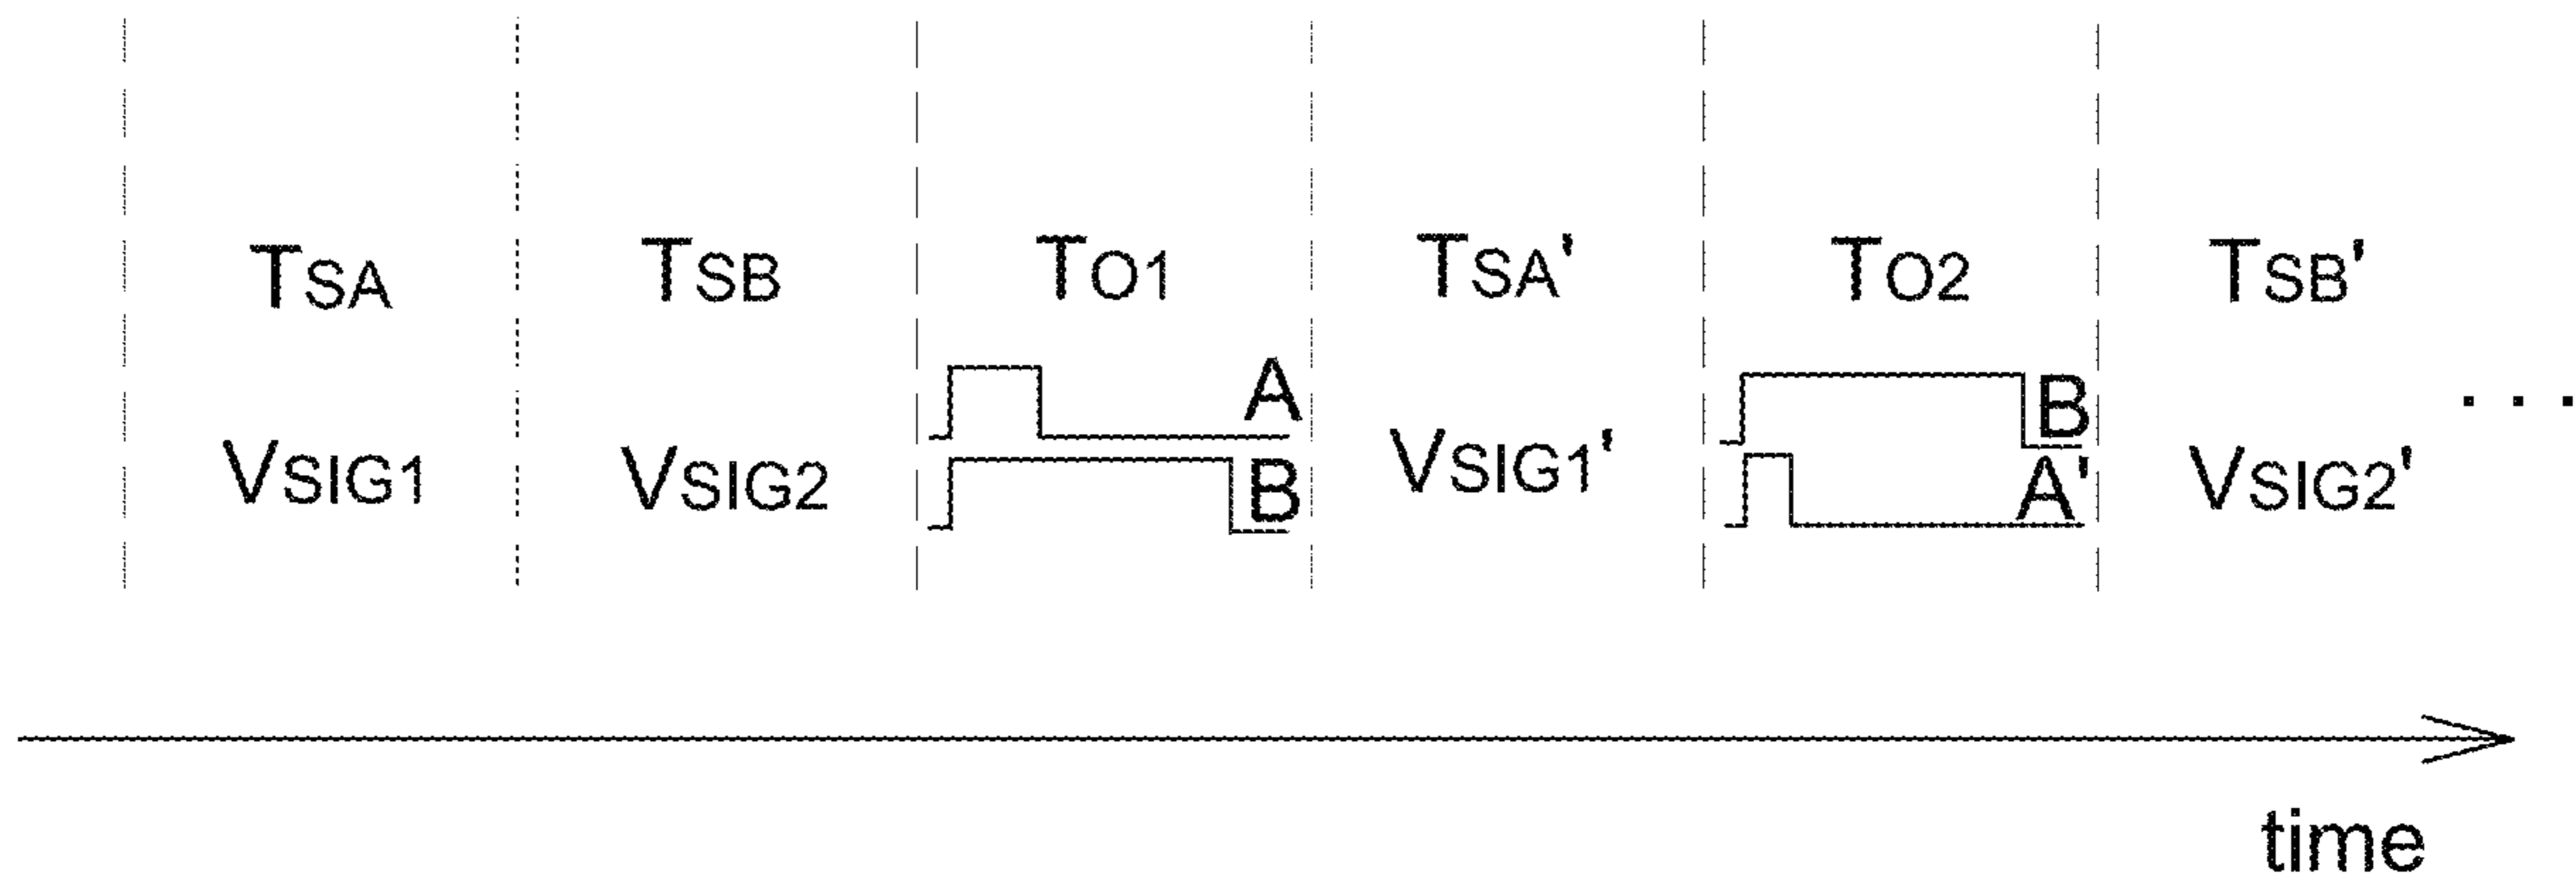 TSA TSB TO1 TSA' TO2 TSB'
A B
VSIG1 VSIG2 B VSIG1' A' VSIG2' . . .
time